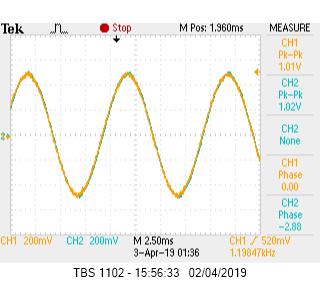 Tek Stop M Pos: 1.960ms MEASURE
CH1
Pk-Pk
1.01V
CH2
Pk-Pk
1.02V
CH2
None
CH1
Phase
0.00
CH2
Phase
-2.88
2
CH1 200mV CH2 200mV M 2.50ms CH1 / 520mV
3-Apr-19 01:36 1.19847kHz
TBS 1102 - 15:56:33 02/04/2019